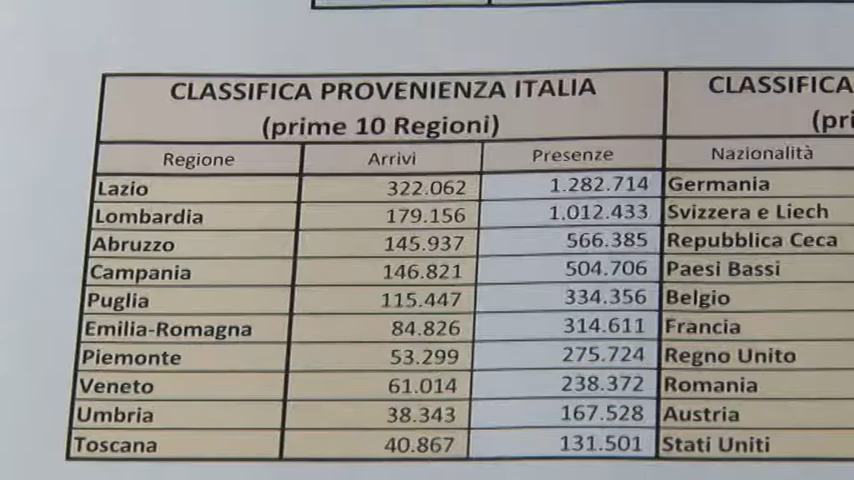 CLASSIFICA PROVENIENZA ITALIA CLASSIFICA
(prime 10 Regioni)
Regione Arrivi Presenze Nazionalità
Lazio 322.062 1.282.714 Germania
Lombardia 179.156 1.012.433 Svizzera e Liech
Abruzzo 145.937 566.385 Repubblica Ceca
Campania 146.821 504.706 Paesi Bassi
Puglia 115.447 334.356 Belgio
Emilia-Romagna 84.826 314.611 Francia
Piemonte 53.299 275.724 Regno Unito
Veneto 61.014 238.372 Romania
Umbria 38.343 167.528 Austria
Toscana 40.867 131.501 Stati Uniti